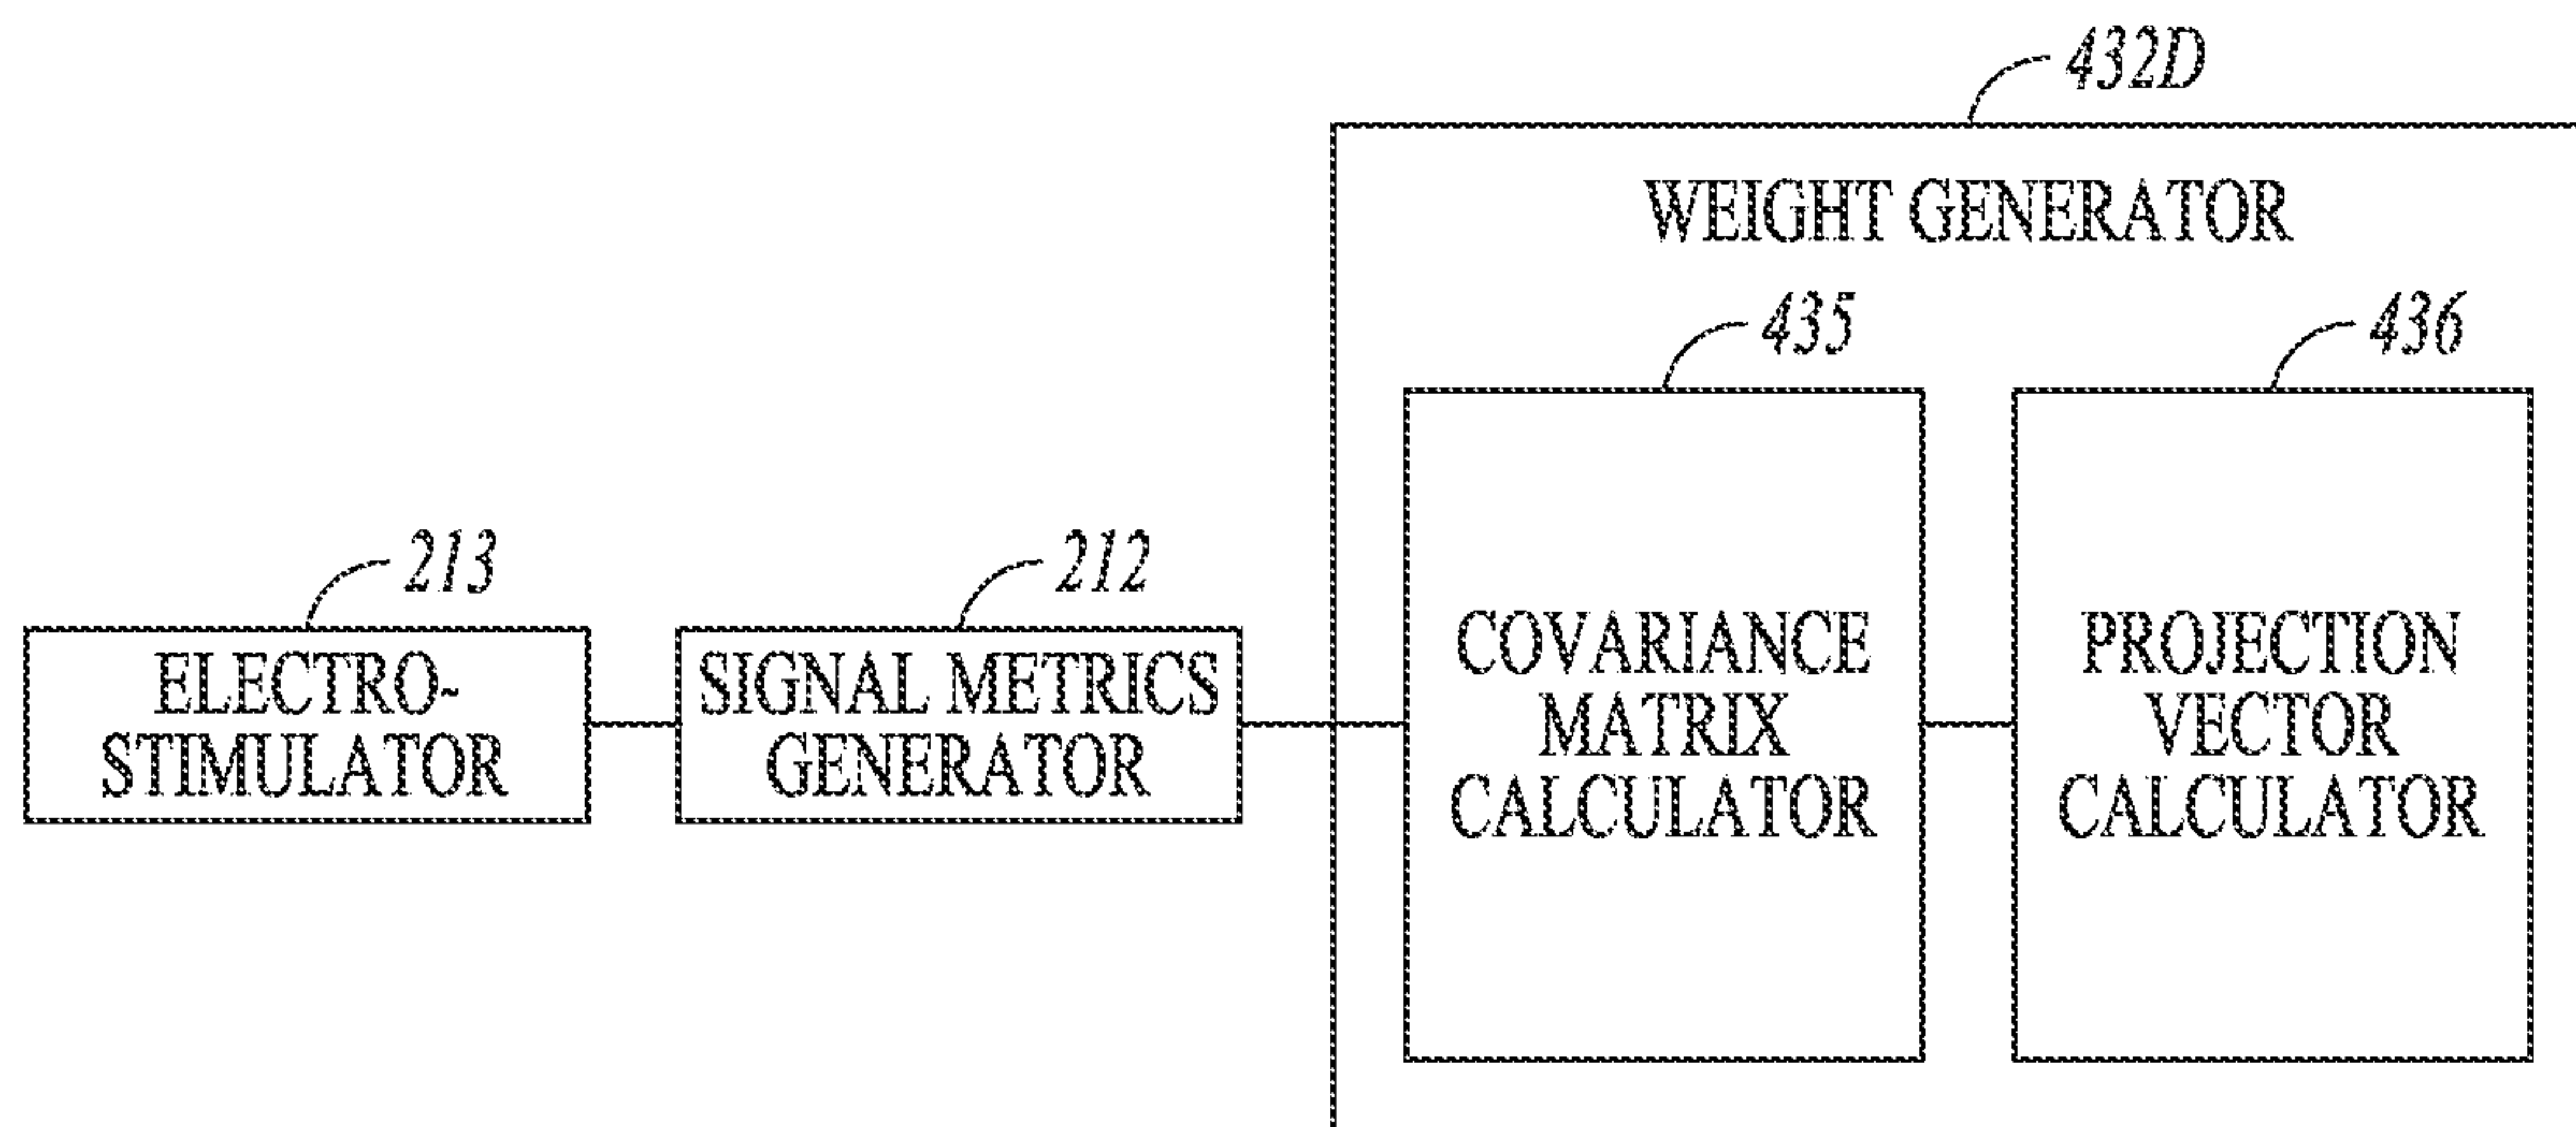 432D
WEIGHT GENERATOR
435
436
213
212
ELECTRO-
STIMULATOR
SIGNAL METRICS
GENERATOR
COVARIANCE
MATRIX
CALCULATOR
PROJECTION
VECTOR
CALCULATOR